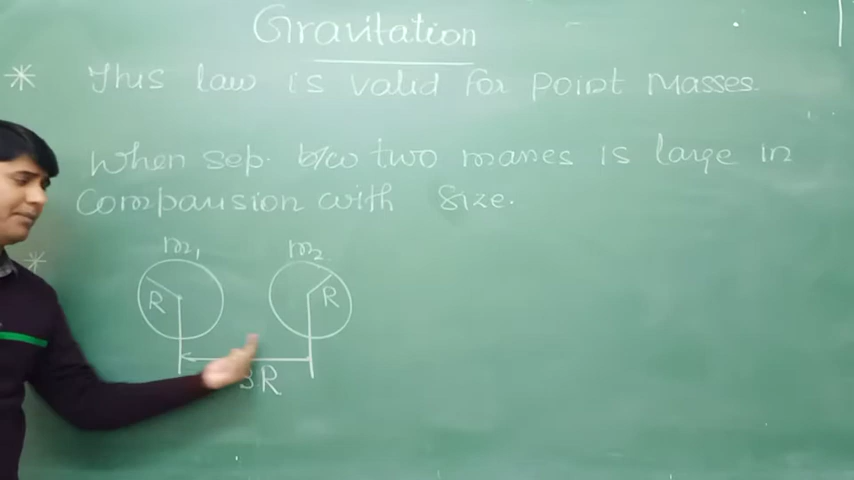 Gravitation
* This law is valid for point Masses.
When sep. b/w two masses is large in
Comparision with Size.
*
m₁ m₂
R R
3R